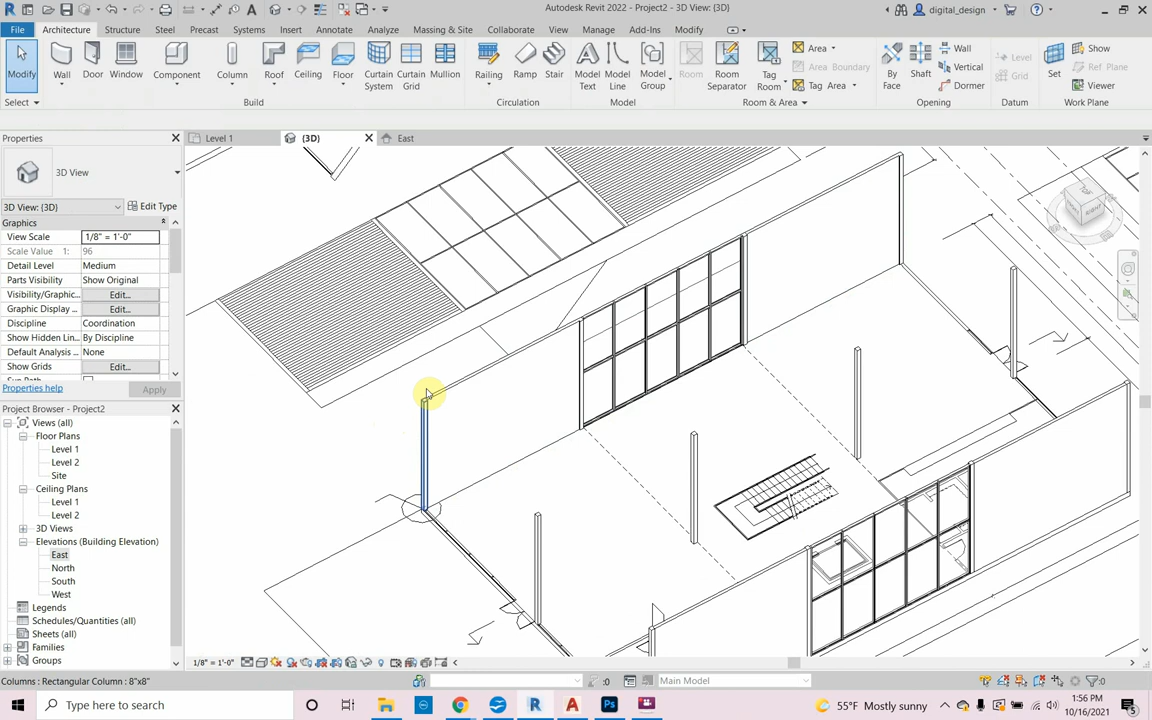 Autodesk Revit 2022 - Project2 - 3D View: {3D}
digital_design
File Architecture Structure Steel Precast Systems Insert Annotate Analyze Massing & Site Collaborate View Manage Add-Ins Modify
Modify Wall Door Window Component Column Roof Ceiling Floor Curtain System Curtain Grid Mullion Railing Ramp Stair Model Text Model Line Model Group Room Room Separator Tag Room Area Area Boundary Tag Area By Face Shaft Wall Vertical Dormer Level Grid Set Show Ref Plane Viewer
Select Build Circulation Model Room & Area Opening Datum Work Plane
Properties
Level 1 {3D} East
3D View
3D View: {3D} Edit Type
Graphics
View Scale 1/8" = 1'-0"
Scale Value 1: 96
Detail Level Medium
Parts Visibility Show Original
Visibility/Graphic... Edit...
Graphic Display ... Edit...
Discipline Coordination
Show Hidden Lin... By Discipline
Default Analysis ... None
Show Grids Edit...
Properties help Apply
Project Browser - Project2
Views (all)
Floor Plans
Level 1
Level 2
Site
Ceiling Plans
Level 1
Level 2
3D Views
Elevations (Building Elevation)
East
North
South
West
Legends
Schedules/Quantities (all)
Sheets (all)
Families
Groups
TOP
RIGHT
1/8" = 1'-0"
Columns : Rectangular Column : 8"x8"
:0
Main Model
:0
Type here to search
55°F Mostly sunny
1:56 PM
10/16/2021